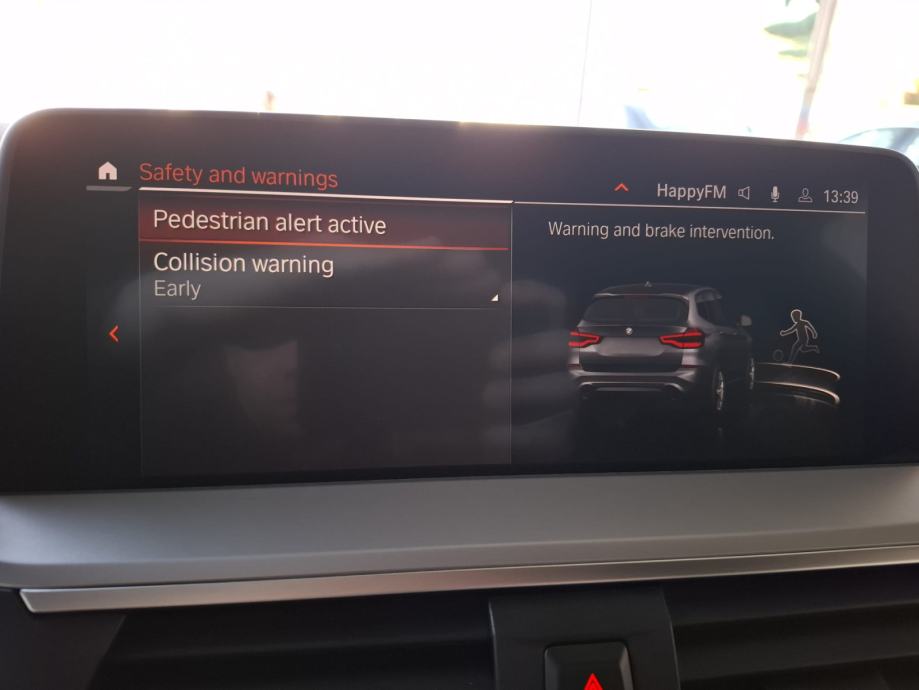 Safety and warnings
HappyFM 13:39
Pedestrian alert active
Collision warning
Early
Warning and brake intervention.